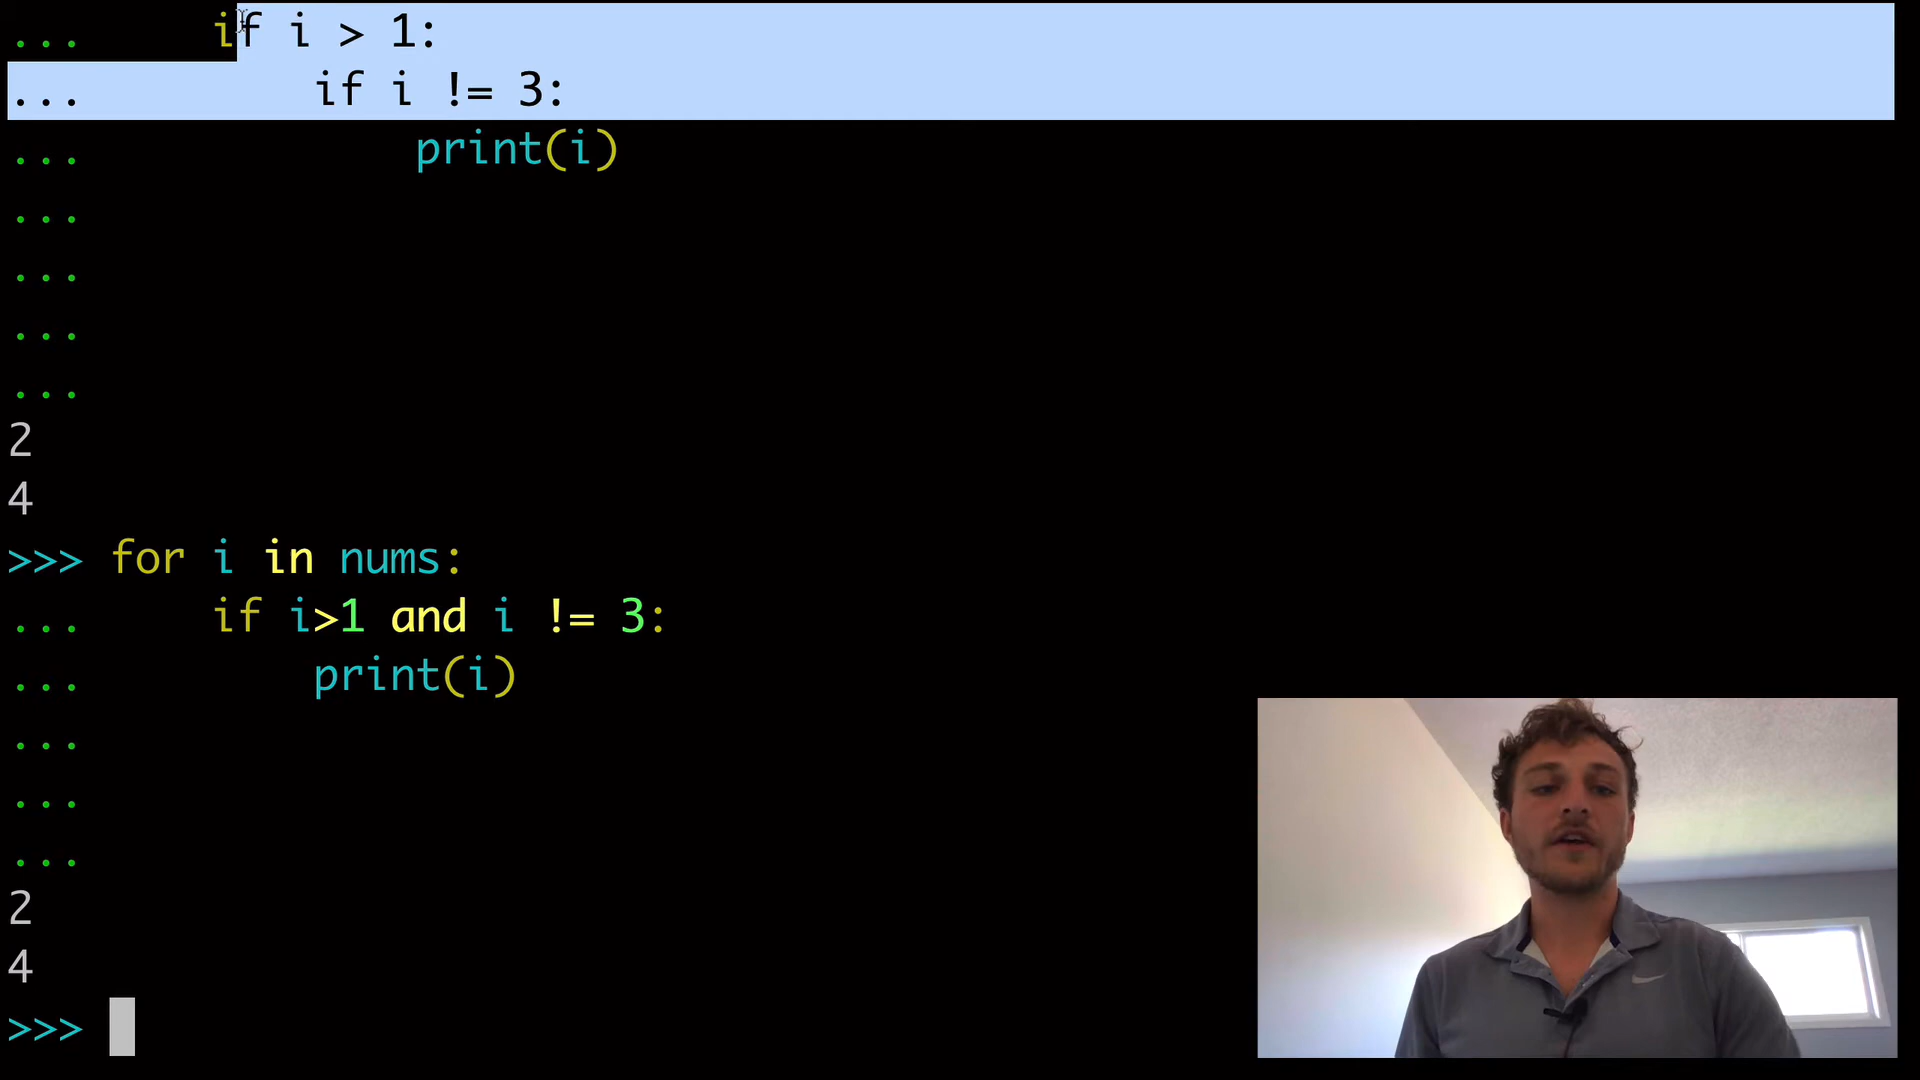 ...     if i > 1:
...         if i != 3:
...             print(i)
...
...
...
...
2
4
>>> for i in nums:
...     if i>1 and i != 3:
...         print(i)
...
...
...
2
4
>>>